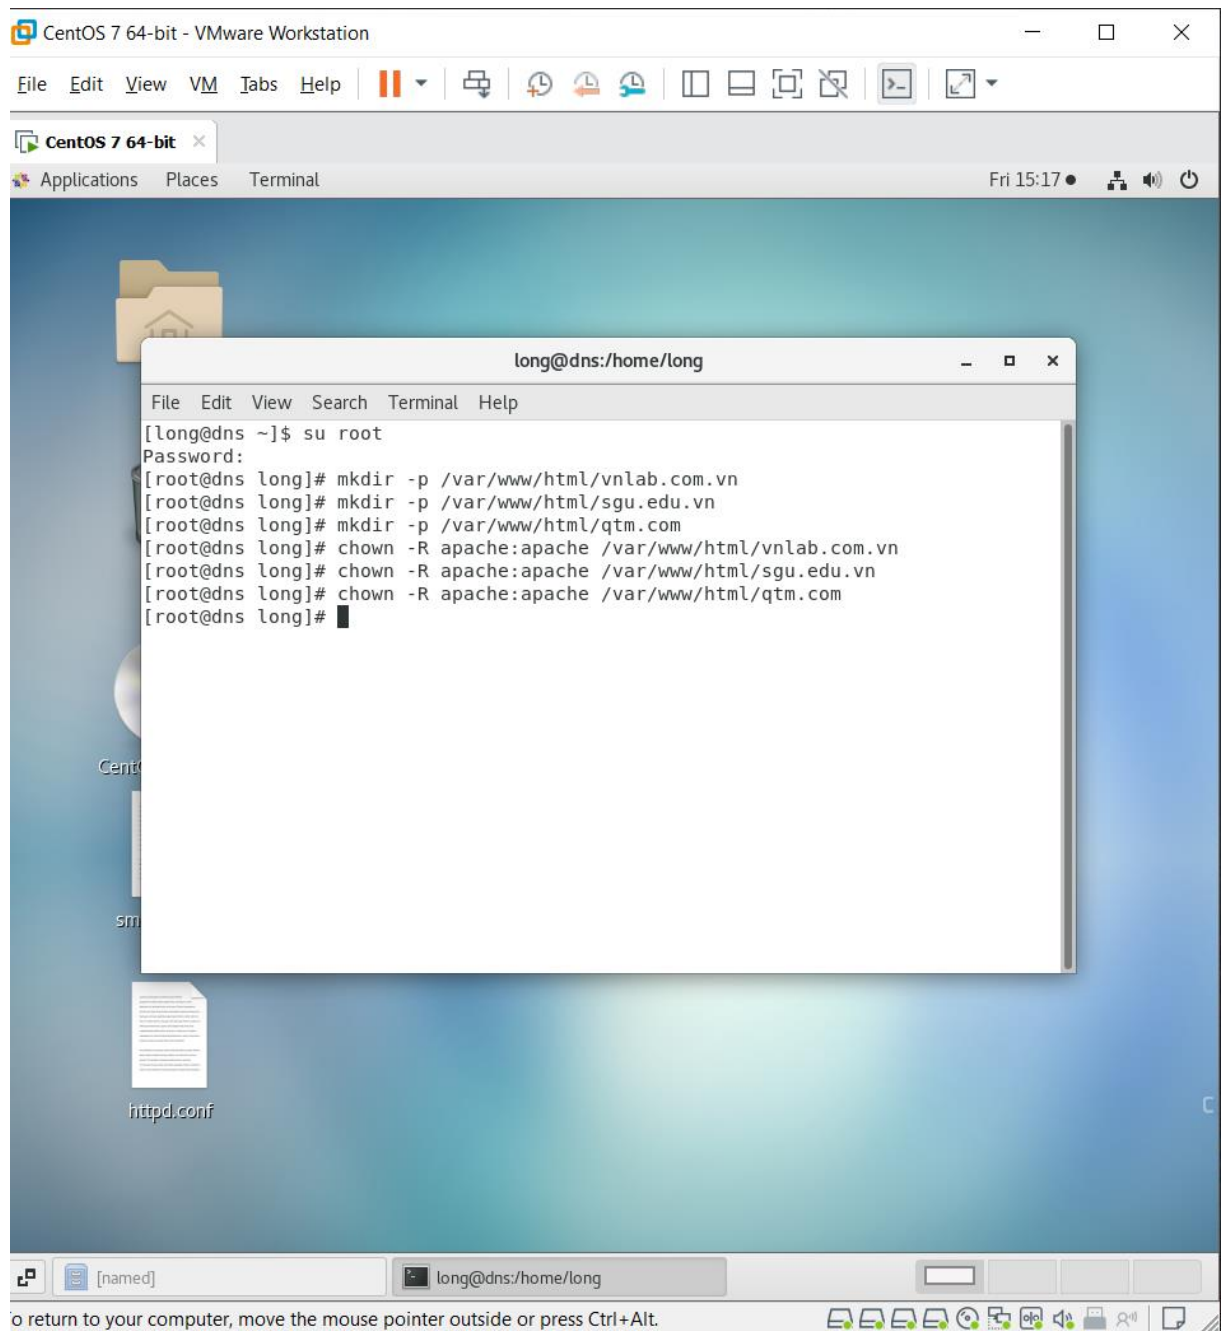 CentOS 7 64-bit - VMware Workstation
File Edit View VM Tabs Help
CentOS 7 64-bit
Applications Places Terminal Fri 15:17
long@dns:/home/long
File Edit View Search Terminal Help
[long@dns ~]$ su root
Password:
[root@dns long]# mkdir -p /var/www/html/vnlab.com.vn
[root@dns long]# mkdir -p /var/www/html/sgu.edu.vn
[root@dns long]# mkdir -p /var/www/html/qtm.com
[root@dns long]# chown -R apache:apache /var/www/html/vnlab.com.vn
[root@dns long]# chown -R apache:apache /var/www/html/sgu.edu.vn
[root@dns long]# chown -R apache:apache /var/www/html/qtm.com
[root@dns long]#
Cent
sm
httpd.conf
C
[named] long@dns:/home/long
o return to your computer, move the mouse pointer outside or press Ctrl+Alt.